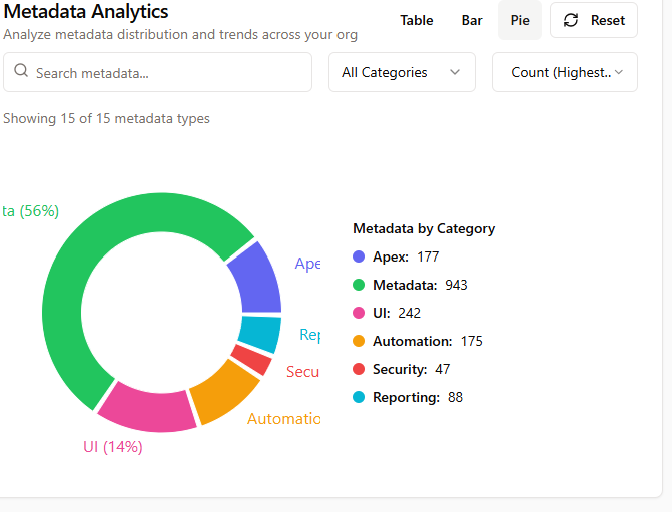 Metadata Analytics
Analyze metadata distribution and trends across your org
Table Bar Pie Reset
Search metadata...
All Categories
Count (Highest..
Showing 15 of 15 metadata types
ta (56%)
Ape
Rep
Secu
Automatio
UI (14%)
Metadata by Category
Apex: 177
Metadata: 943
UI: 242
Automation: 175
Security: 47
Reporting: 88